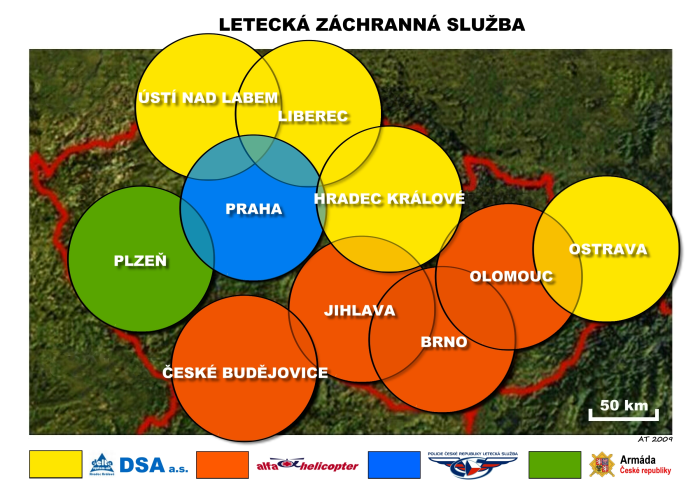 LETECKÁ ZÁCHRANNÁ SLUŽBA
ÚSTÍ NAD LABEM
LIBEREC
HRADEC KRÁLOVÉ
PRAHA
PLZEŇ
OSTRAVA
OLOMOUC
JIHLAVA
BRNO
ČESKÉ BUDĚJOVICE
50 km
AT 2009
DSA a.s.
alfa helicopter
POLICIE ČESKÉ REPUBLIKY LETECKÁ SLUŽBA
Armáda
České republiky